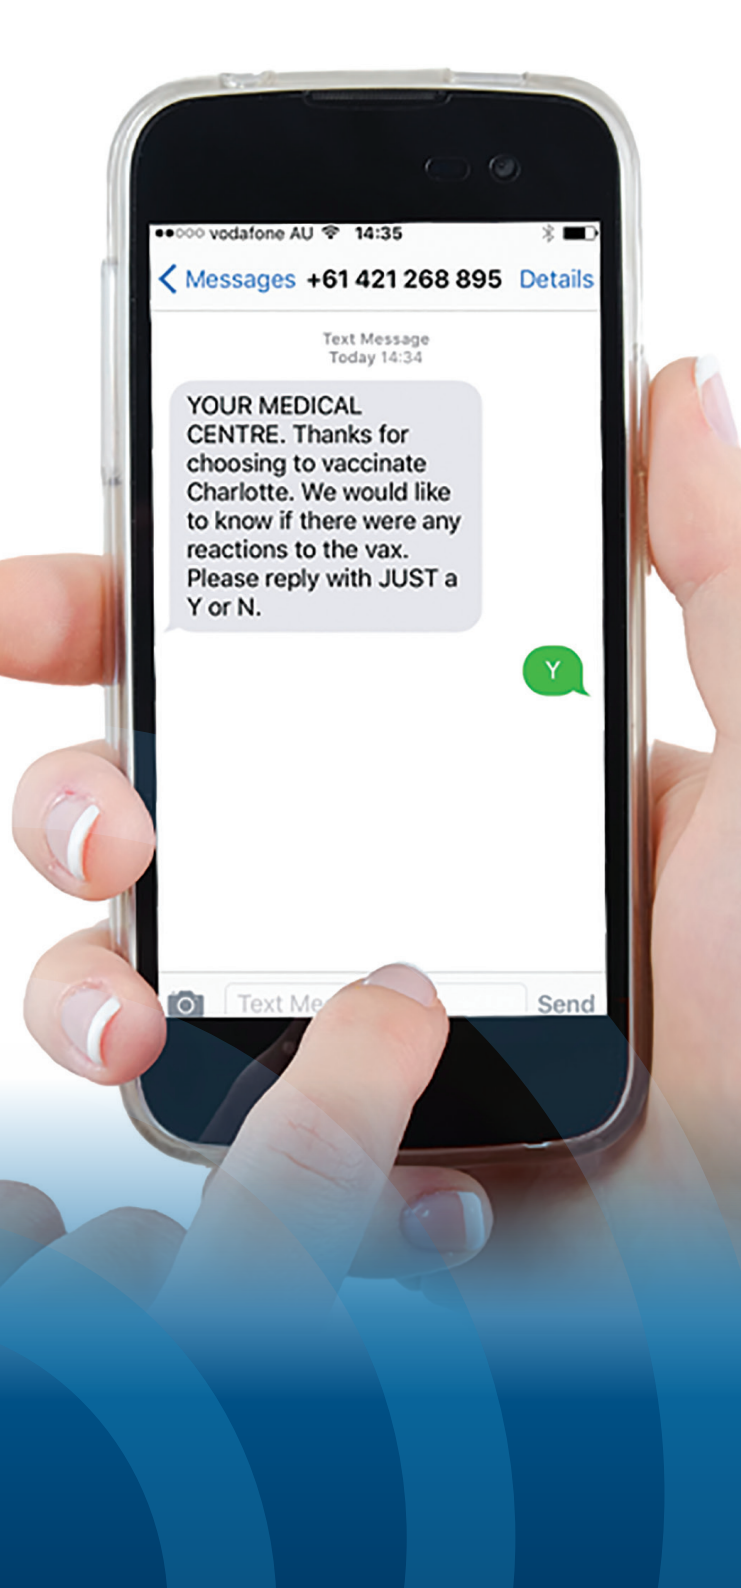 vodafone AU 14:35
Messages +61 421 268 895 Details
Text Message
Today 14:34
YOUR MEDICAL
CENTRE. Thanks for
choosing to vaccinate
Charlotte. We would like
to know if there were any
reactions to the vax.
Please reply with JUST a
Y or N.
Y
Text Me
Send